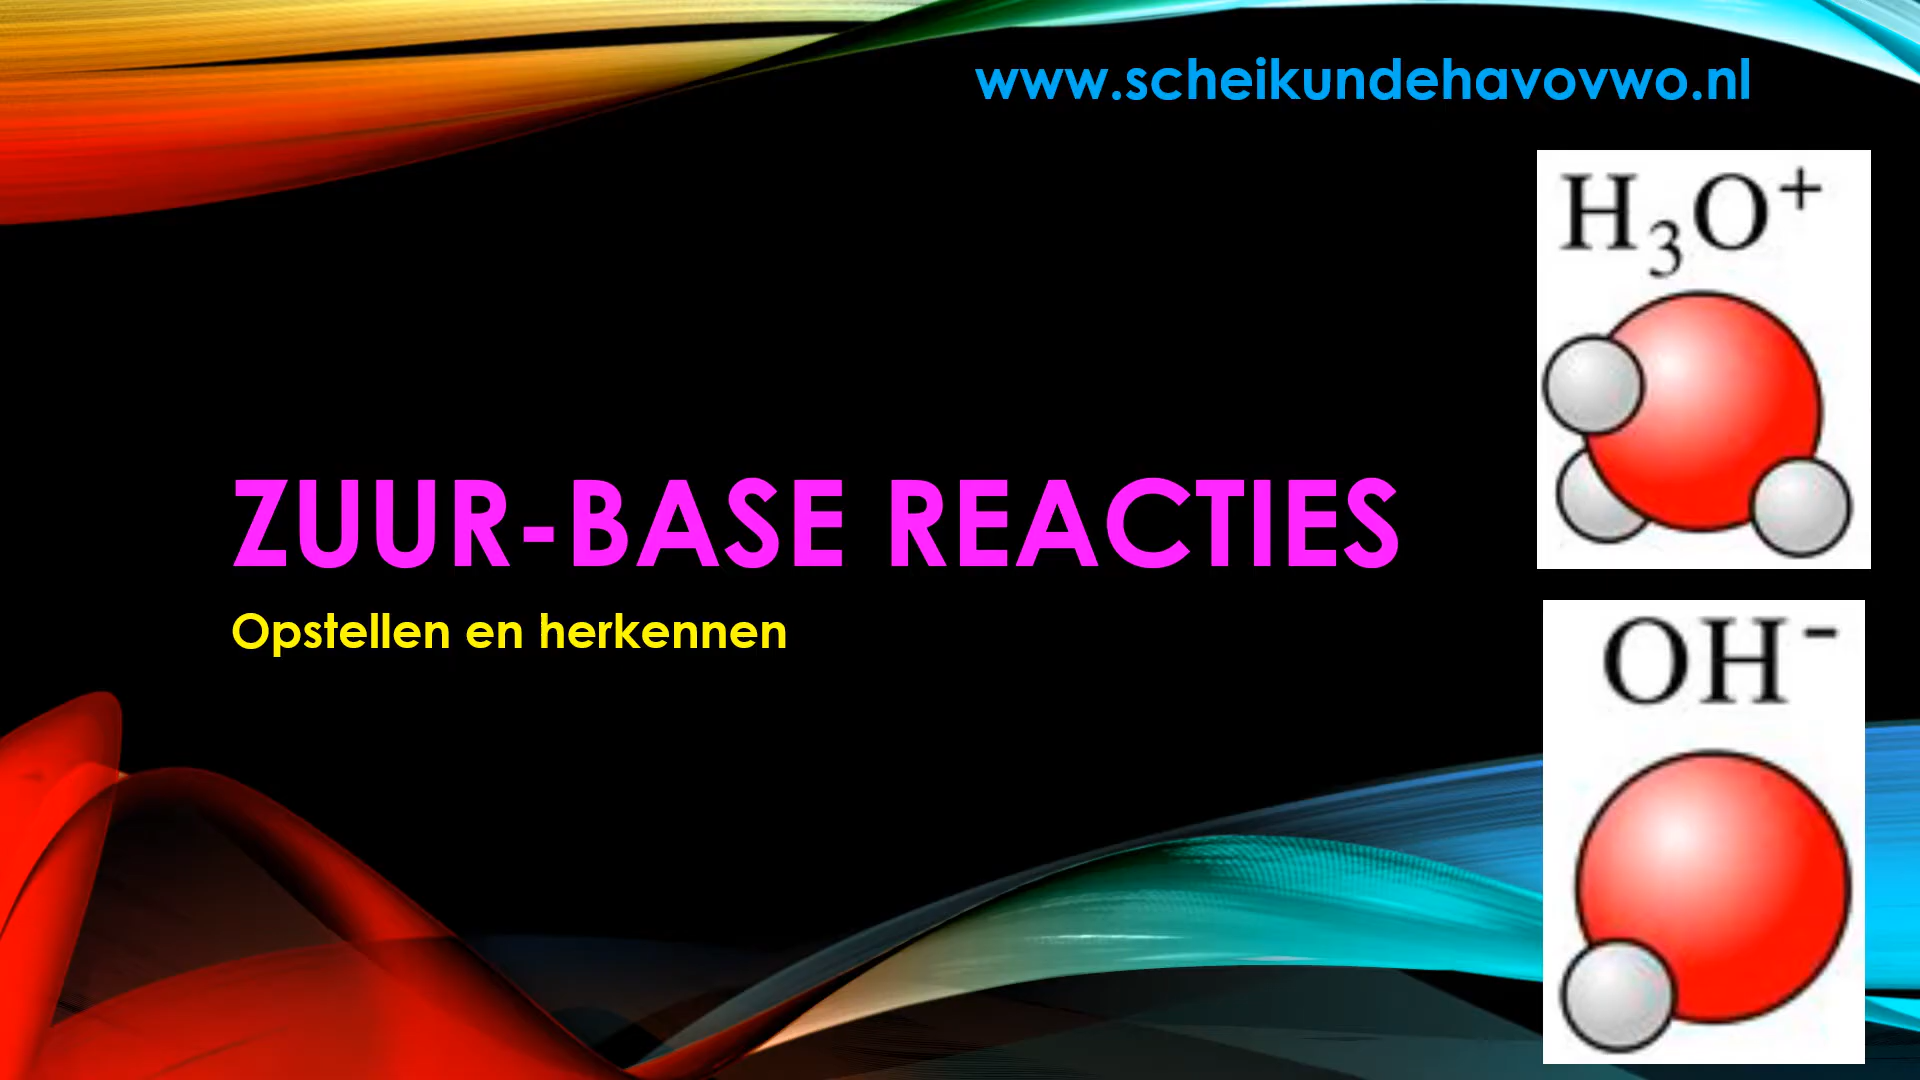 www.scheikundehavovwo.nl
H₃O⁺
ZUUR-BASE REACTIES
Opstellen en herkennen
OH⁻